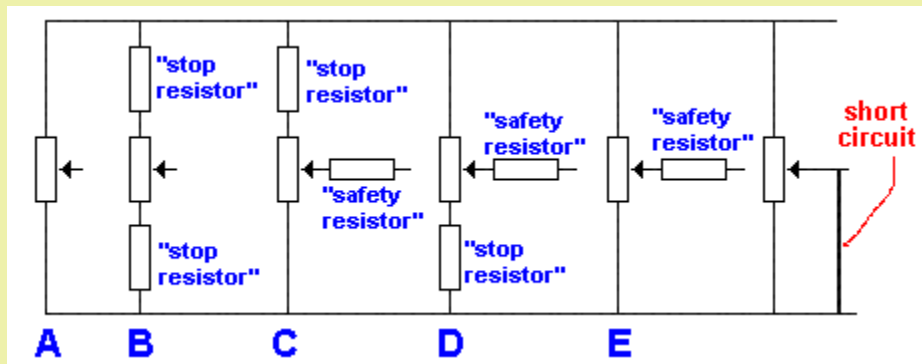 "stop
resistor"
"stop
resistor"
"stop
resistor"
"safety
resistor"
"safety
resistor"
"stop
resistor"
"safety
resistor"
short
circuit
A
B
C
D
E